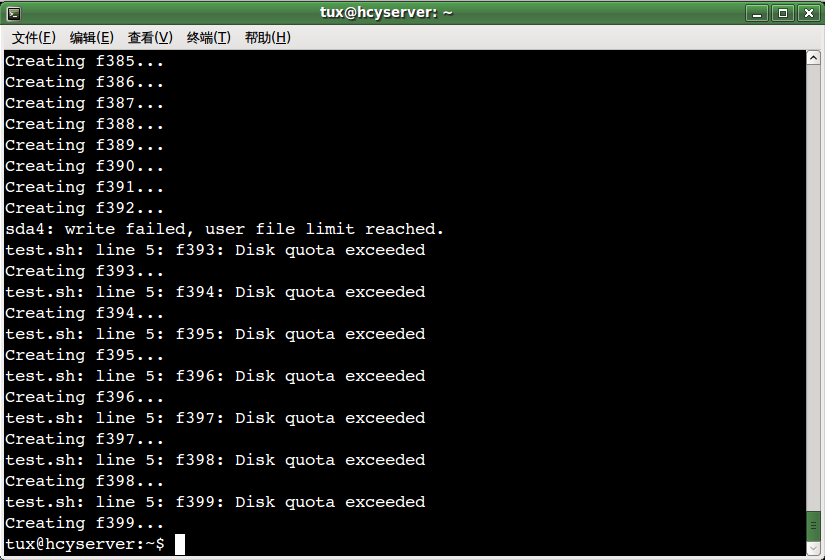 tux@hcyserver: ~
文件(F) 编辑(E) 查看(V) 终端(T) 帮助(H)
Creating f385...
Creating f386...
Creating f387...
Creating f388...
Creating f389...
Creating f390...
Creating f391...
Creating f392...
sda4: write failed, user file limit reached.
test.sh: line 5: f393: Disk quota exceeded
Creating f393...
test.sh: line 5: f394: Disk quota exceeded
Creating f394...
test.sh: line 5: f395: Disk quota exceeded
Creating f395...
test.sh: line 5: f396: Disk quota exceeded
Creating f396...
test.sh: line 5: f397: Disk quota exceeded
Creating f397...
test.sh: line 5: f398: Disk quota exceeded
Creating f398...
test.sh: line 5: f399: Disk quota exceeded
Creating f399...
tux@hcyserver:~$